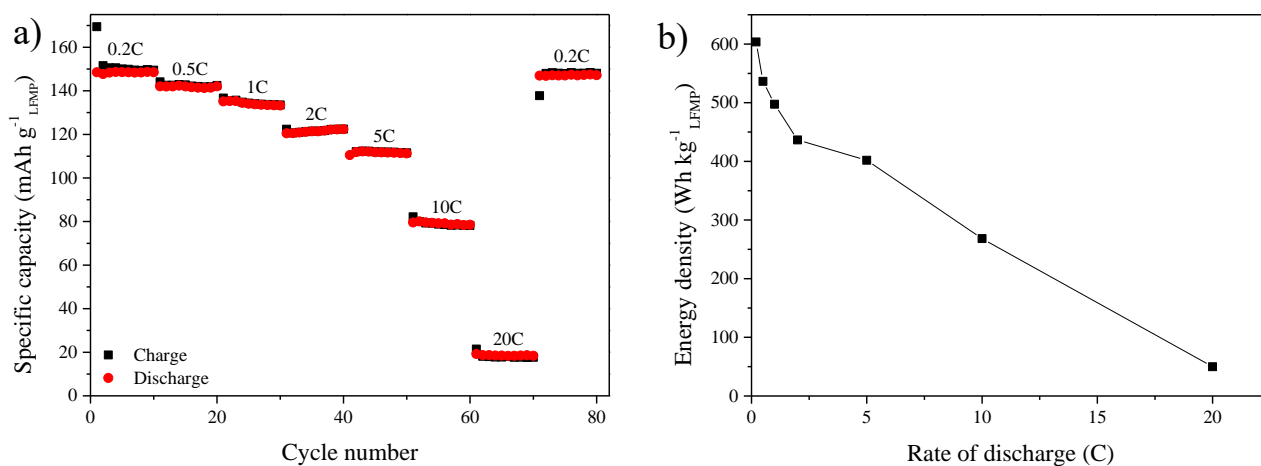 a)
Specific capacity (mAh g⁻¹ LFMP)
160
140
120
100
80
60
40
20
0
0.2C
0.5C
1C
2C
5C
10C
20C
0.2C
Charge
Discharge
0 20 40 60 80
Cycle number
b)
Energy density (Wh kg⁻¹ LFMP)
600
500
400
300
200
100
0
0 5 10 15 20
Rate of discharge (C)